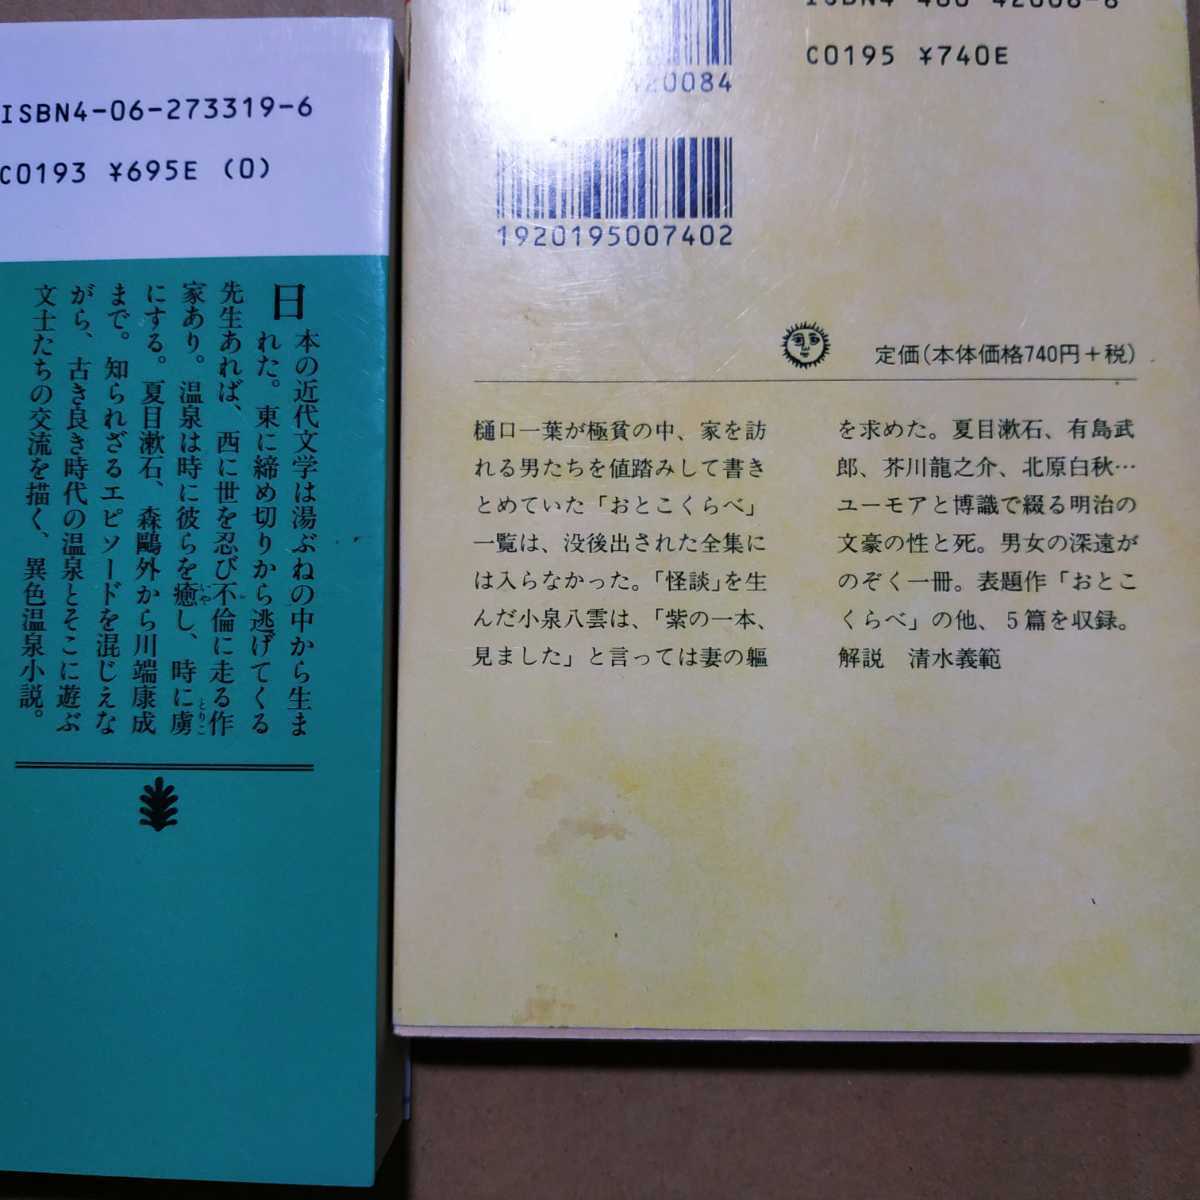 ISBN4-06-273319-6
C0193 ¥695E (0)
日本の近代文学は湯ぶねの中から生ま
れた。東に締め切りから逃げてくる
先生あれば、西に世を忍び不倫に走る作
家あり。温泉は時に彼らを癒し、時に虜
にする。夏目漱石、森鷗外から川端康成
まで。知られざるエピソードを混じえな
がら、古き良き時代の温泉とそこに遊ぶ
文士たちの交流を描く、異色温泉小説。
C0195 ¥740E
20084
1920195007402
定価(本体価格740円+税)
樋口一葉が極貧の中、家を訪
れる男たちを値踏みして書き
とめていた「おとこくらべ」
一覧は、没後出された全集に
は入らなかった。「怪談」を生
んだ小泉八雲は、「紫の一本、
見ました」と言っては妻の軀
を求めた。夏目漱石、有島武
郎、芥川龍之介、北原白秋…
ユーモアと博識で綴る明治の
文豪の性と死。男女の深遠が
のぞく一冊。表題作「おとこ
くらべ」の他、5篇を収録。
解説 清水義範